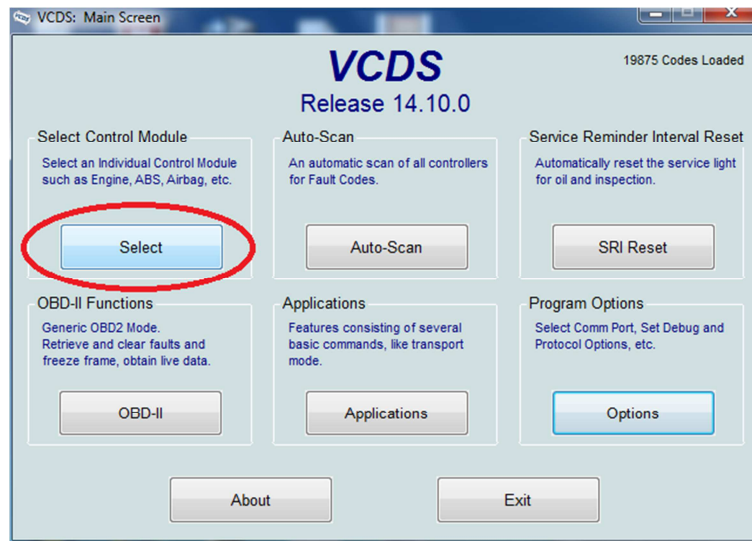 VCDS: Main Screen
VCDS
Release 14.10.0
19875 Codes Loaded
Select Control Module
Select an Individual Control Module
such as Engine, ABS, Airbag, etc.
Select
Auto-Scan
An automatic scan of all controllers
for Fault Codes.
Auto-Scan
Service Reminder Interval Reset
Automatically reset the service light
for oil and inspection.
SRI Reset
OBD-II Functions
Generic OBD2 Mode.
Retrieve and clear faults and
freeze frame, obtain live data.
OBD-II
Applications
Features consisting of several
basic commands, like transport
mode.
Applications
Program Options
Select Comm Port, Set Debug and
Protocol Options, etc.
Options
About
Exit